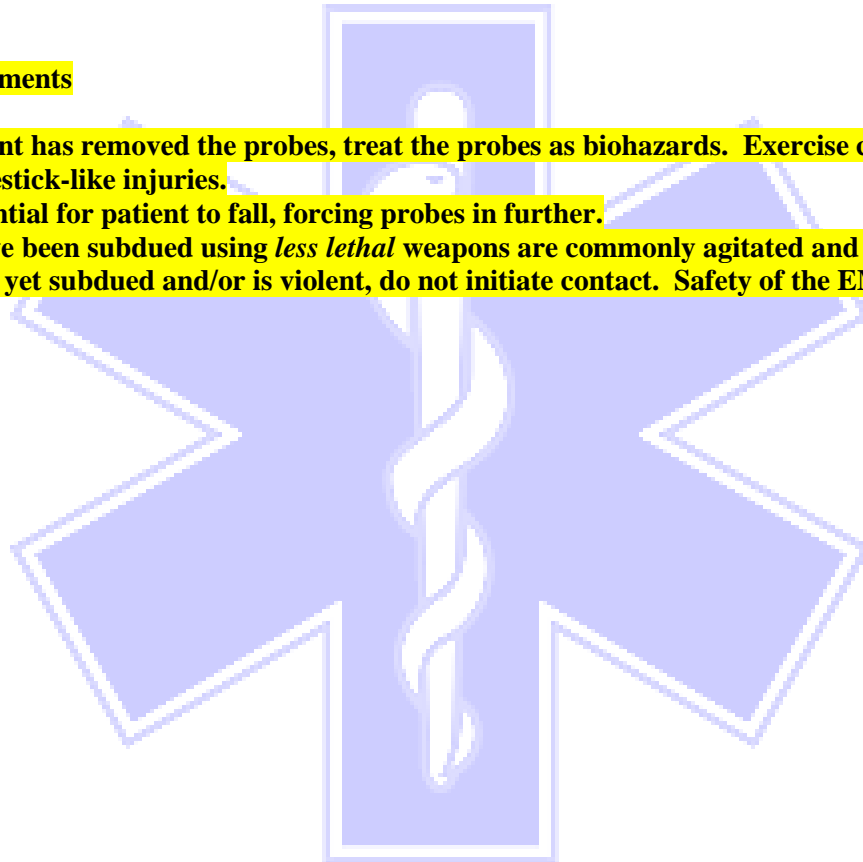 ments
nt has removed the probes, treat the probes as biohazards.  Exercise c
estick-like injuries.
ntial for patient to fall, forcing probes in further.
ve been subdued using less lethal weapons are commonly agitated and
yet subdued and/or is violent, do not initiate contact.  Safety of the EM